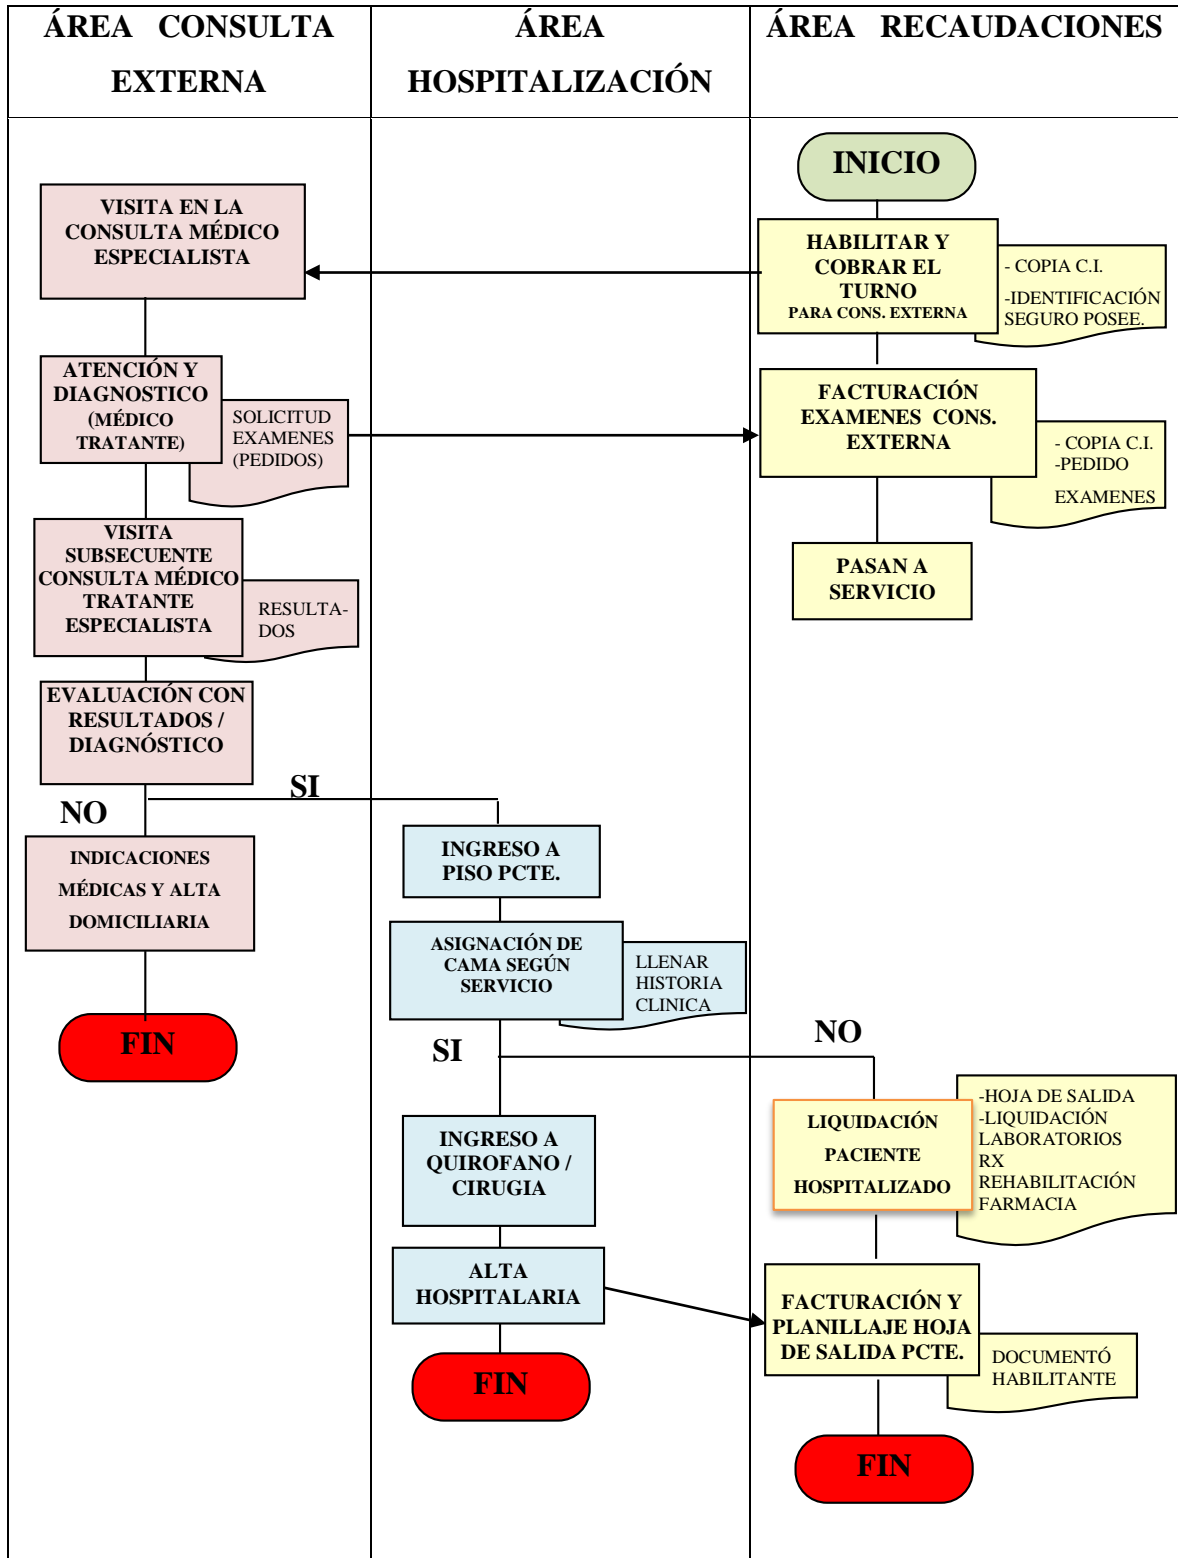 ÁREA CONSULTA
EXTERNA
ÁREA
HOSPITALIZACIÓN
ÁREA RECAUDACIONES
VISITA EN LA
CONSULTA MÉDICO
ESPECIALISTA
ATENCIÓN Y
DIAGNOSTICO
(MÉDICO
TRATANTE)
SOLICITUD
EXAMENES
(PEDIDOS)
VISITA
SUBSECUENTE
CONSULTA MÉDICO
TRATANTE
ESPECIALISTA
RESULTA-
DOS
EVALUACIÓN CON
RESULTADOS /
DIAGNÓSTICO
NO
SI
INDICACIONES
MÉDICAS Y ALTA
DOMICILIARIA
FIN
INGRESO A
PISO PCTE.
ASIGNACIÓN DE
CAMA SEGÚN
SERVICIO
LLENAR
HISTORIA
CLINICA
SI
NO
INGRESO A
QUIROFANO /
CIRUGIA
ALTA
HOSPITALARIA
FIN
INICIO
HABILITAR Y
COBRAR EL
TURNO
PARA CONS. EXTERNA
- COPIA C.I.
-IDENTIFICACIÓN
SEGURO POSEE.
FACTURACIÓN
EXAMENES CONS.
EXTERNA
- COPIA C.I.
-PEDIDO
EXAMENES
PASAN A
SERVICIO
LIQUIDACIÓN
PACIENTE
HOSPITALIZADO
-HOJA DE SALIDA
-LIQUIDACIÓN
LABORATORIOS
RX
REHABILITACIÓN
FARMACIA
FACTURACIÓN Y
PLANILLAJE HOJA
DE SALIDA PCTE.
DOCUMENTÓ
HABILITANTE
FIN